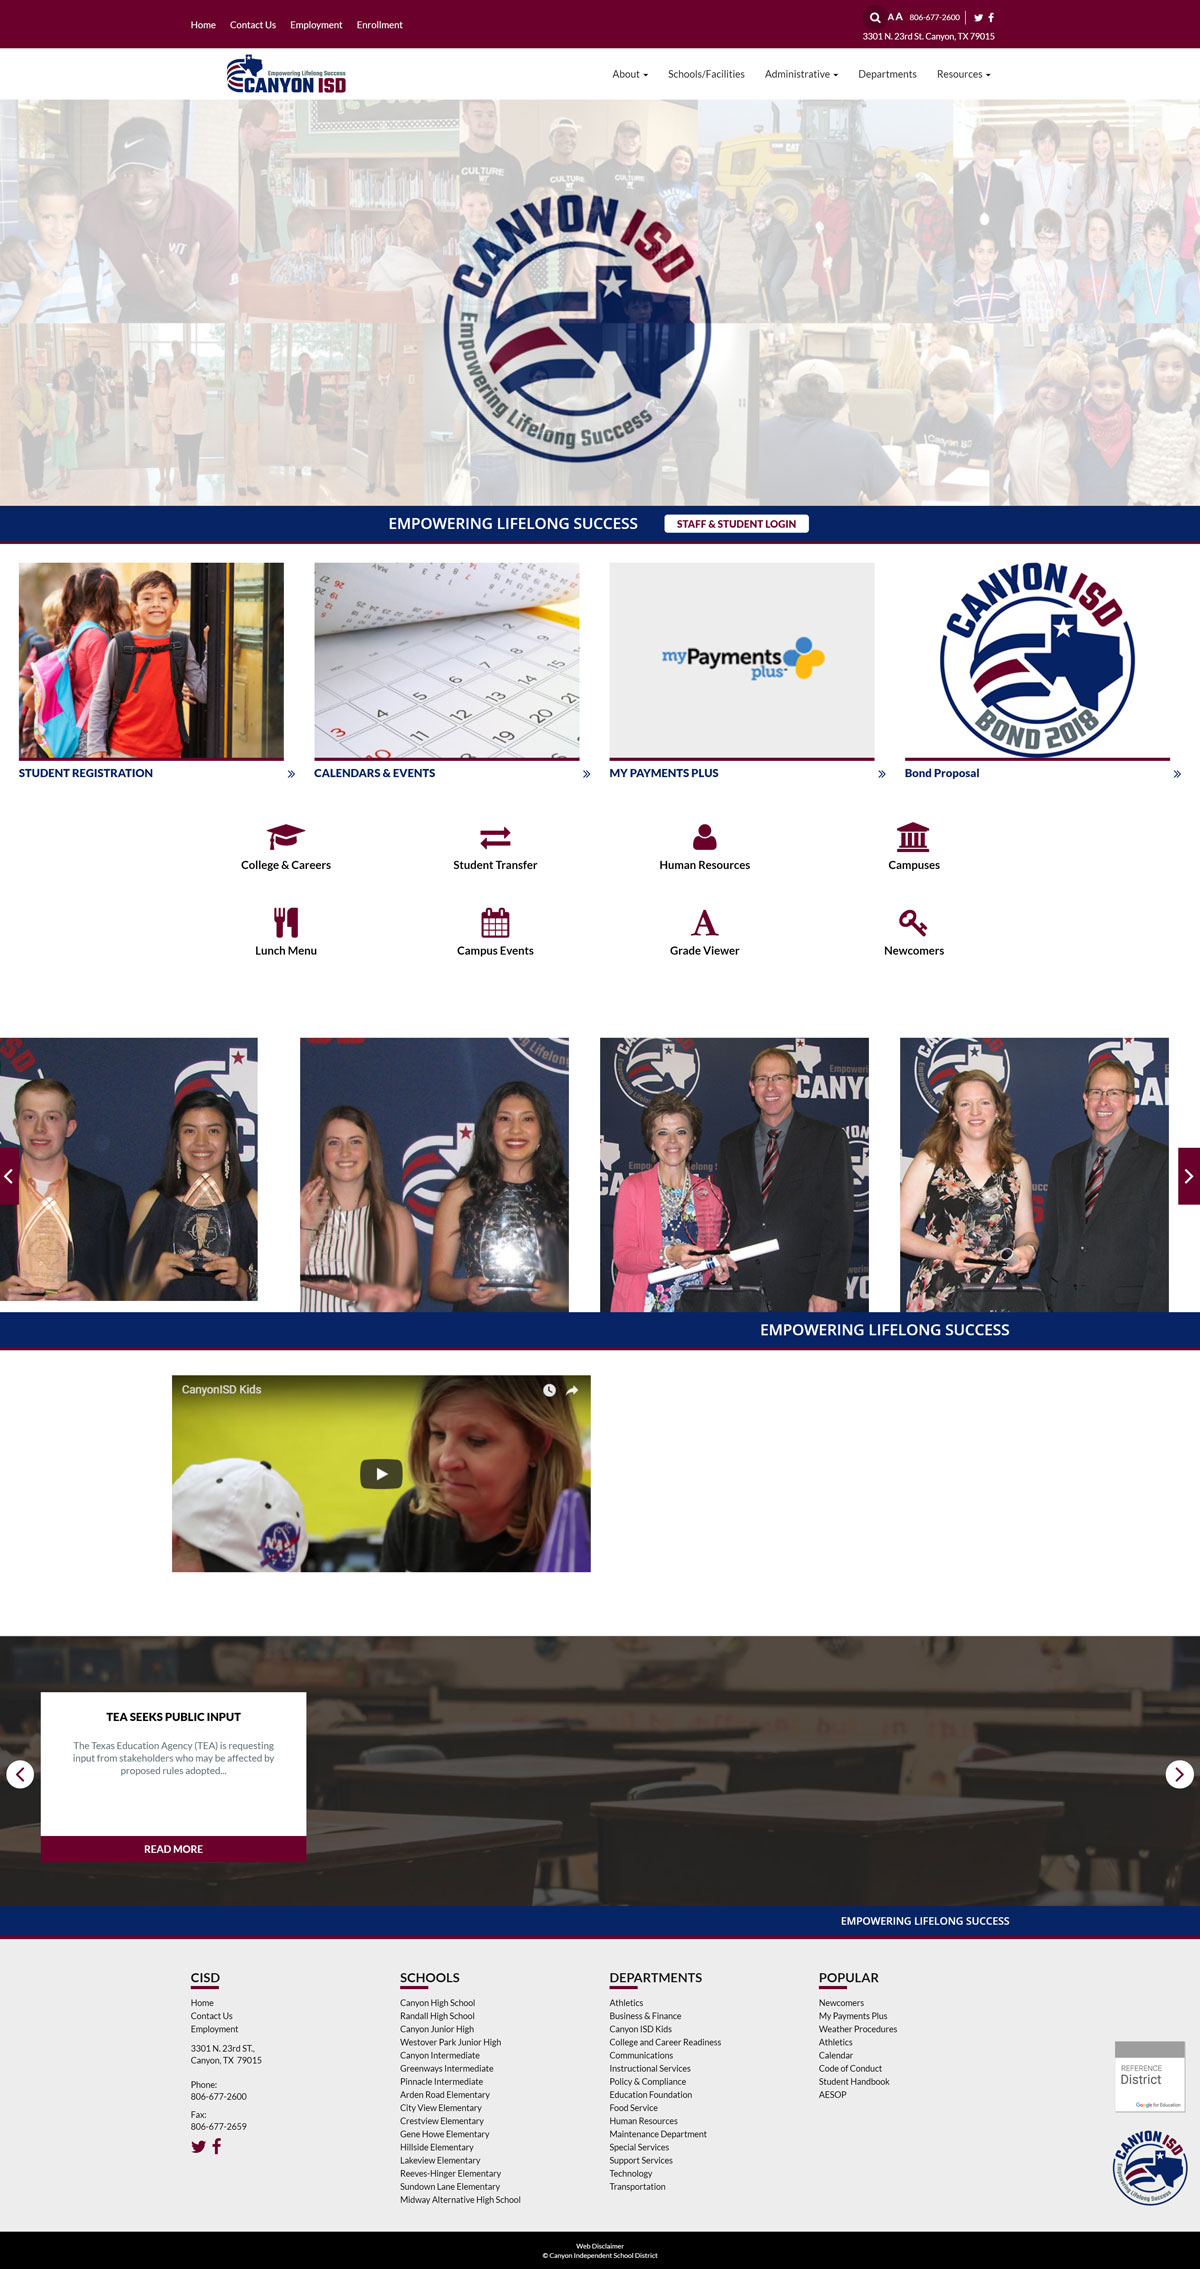 Home Contact Us Employment Enrollment
A A 806-677-2600
3301 N. 23rd St. Canyon, TX 79015
Empowering Lifelong Success
CANYON ISD
About Schools/Facilities Administrative Departments Resources
CULTURE
CULTURE
CAT
WT
CANYON ISD
Empowering Lifelong Success
EMPOWERING LIFELONG SUCCESS
STAFF & STUDENT LOGIN
myPayments
plus
CANYON ISD
BOND 2018
STUDENT REGISTRATION »
CALENDARS & EVENTS »
MY PAYMENTS PLUS »
Bond Proposal »
College & Careers
Student Transfer
Human Resources
Campuses
Lunch Menu
Campus Events
A
Grade Viewer
Newcomers
EMPOWERING LIFELONG SUCCESS
CanyonISD Kids
NASA
TEA SEEKS PUBLIC INPUT
The Texas Education Agency (TEA) is requesting
input from stakeholders who may be affected by
proposed rules adopted...
READ MORE
EMPOWERING LIFELONG SUCCESS
CISD
Home
Contact Us
Employment
3301 N. 23rd ST.,
Canyon, TX 79015
Phone:
806-677-2600
Fax:
806-677-2659
SCHOOLS
Canyon High School
Randall High School
Canyon Junior High
Westover Park Junior High
Canyon Intermediate
Greenways Intermediate
Pinnacle Intermediate
Arden Road Elementary
City View Elementary
Crestview Elementary
Gene Howe Elementary
Hillside Elementary
Lakeview Elementary
Reeves-Hinger Elementary
Sundown Lane Elementary
Midway Alternative High School
DEPARTMENTS
Athletics
Business & Finance
Canyon ISD Kids
College and Career Readiness
Communications
Instructional Services
Policy & Compliance
Education Foundation
Food Service
Human Resources
Maintenance Department
Special Services
Support Services
Technology
Transportation
POPULAR
Newcomers
My Payments Plus
Weather Procedures
Athletics
Calendar
Code of Conduct
Student Handbook
AESOP
REFERENCE
District
Google for Education
CANYON ISD
Empowering Lifelong Success
Web Disclaimer
© Canyon Independent School District